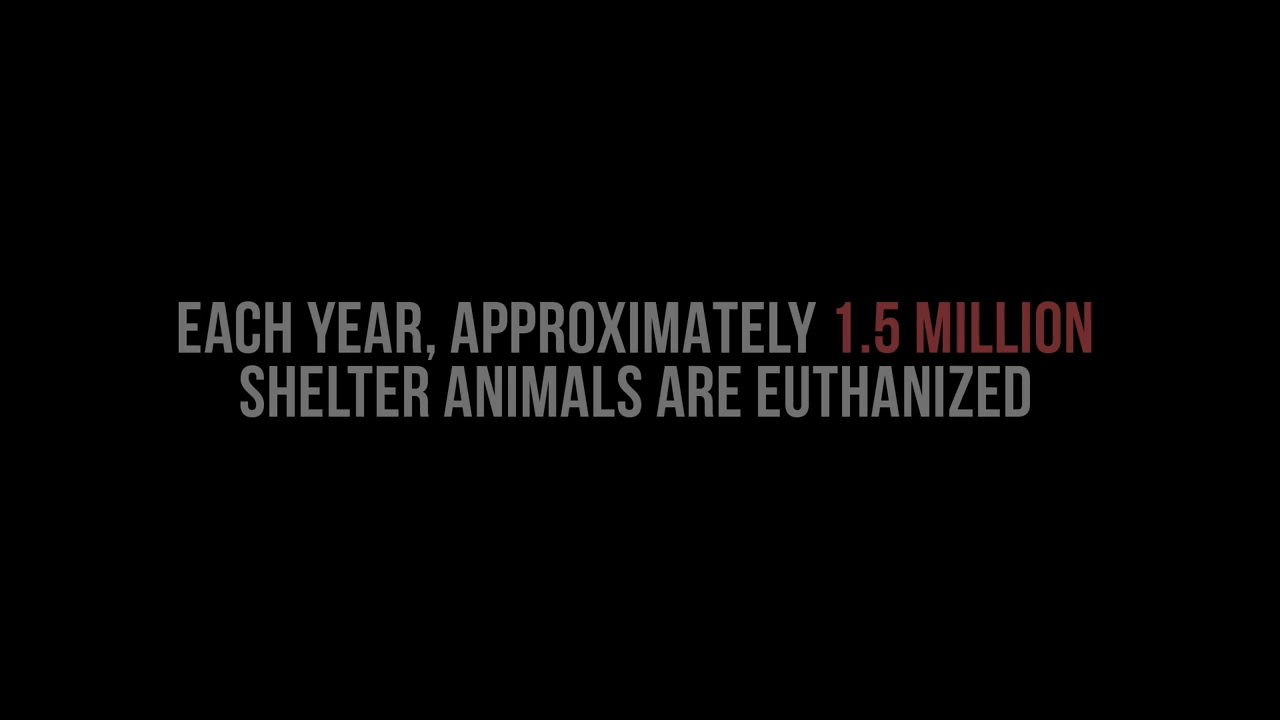 EACH YEAR, APPROXIMATELY 1.5 MILLION
SHELTER ANIMALS ARE EUTHANIZED